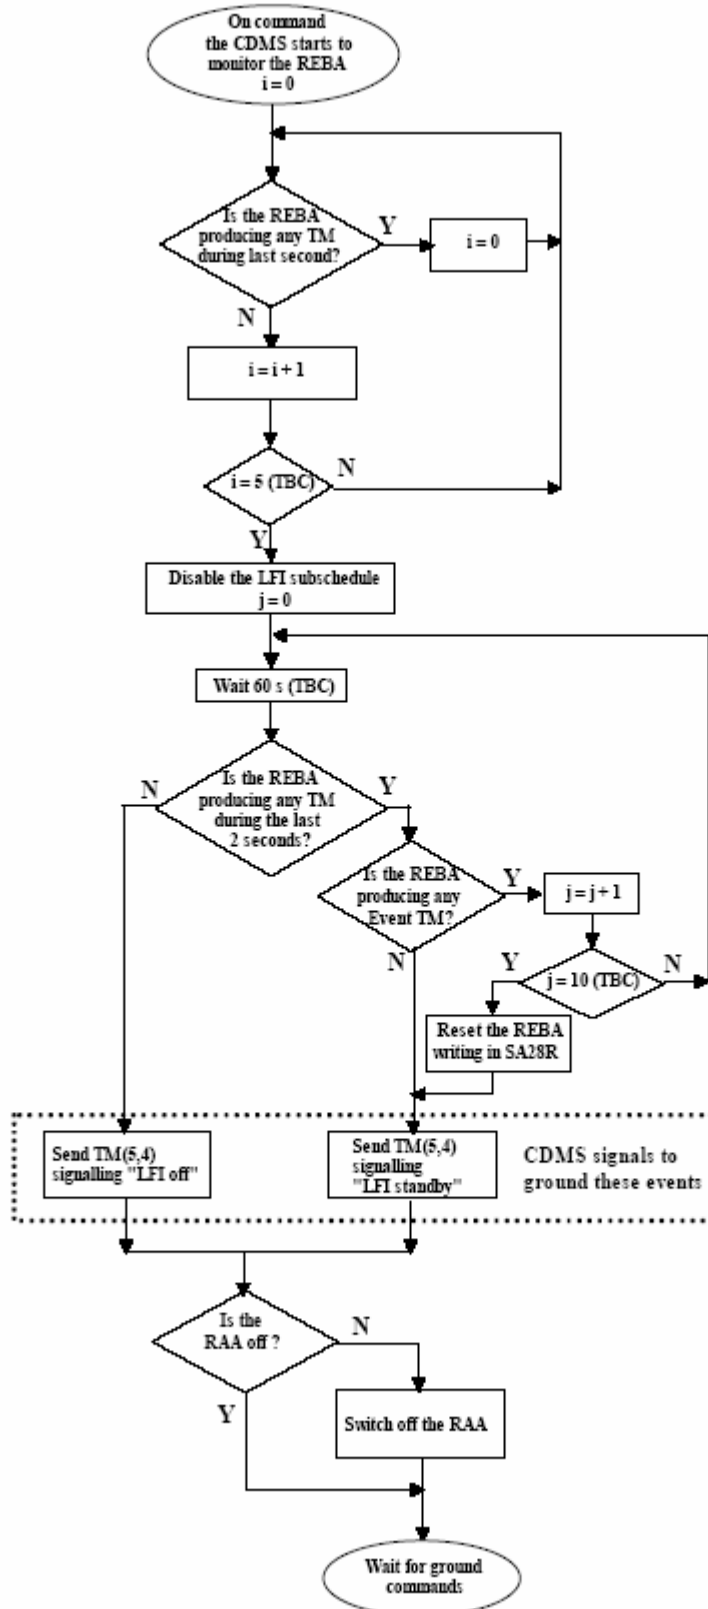 On command
the CDMS starts to
monitor the REBA
i = 0
Is the REBA
producing any TM
during last second?
Y
i = 0
N
i = i + 1
i = 5 (TBC)
N
Y
Disable the LFI subschedule
j = 0
Wait 60 s (TBC)
Is the REBA
producing any TM
during the last
2 seconds?
N
Y
Is the REBA
producing any
Event TM?
Y
j = j + 1
N
j = 10 (TBC)
Y
N
Reset the REBA
writing in SA28R
Send TM(5,4)
signalling "LFI off"
Send TM(5,4)
signalling
"LFI standby"
CDMS signals to
ground these events
Is the
RAA off ?
N
Y
Switch off the RAA
Wait for ground
commands